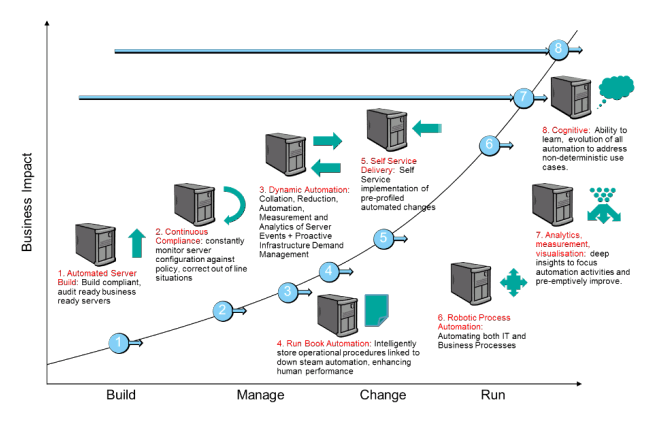 8
7
6
5
4
3
2
1
Business Impact
8. Cognitive: Ability to
learn, evolution of all
automation to address
non-deterministic use
cases.
5. Self Service
Delivery: Self
Service
implementation of
pre-profiled
automated changes
3. Dynamic Automation:
Collation, Reduction,
Automation,
Measurement and
Analytics of Server
Events + Proactive
Infrastructure Demand
Management
2. Continuous
Compliance: constantly
monitor server
configuration against
policy, correct out of line
situations
1. Automated Server
Build: Build compliant,
audit ready business
ready servers
7. Analytics,
measurement,
visualisation: deep
insights to focus
automation activities and
pre-emptively improve.
6. Robotic Process
Automation:
Automating both IT and
Business Processes
4. Run Book Automation: Intelligently
store operational procedures linked to
down steam automation, enhancing
human performance
Build
Manage
Change
Run